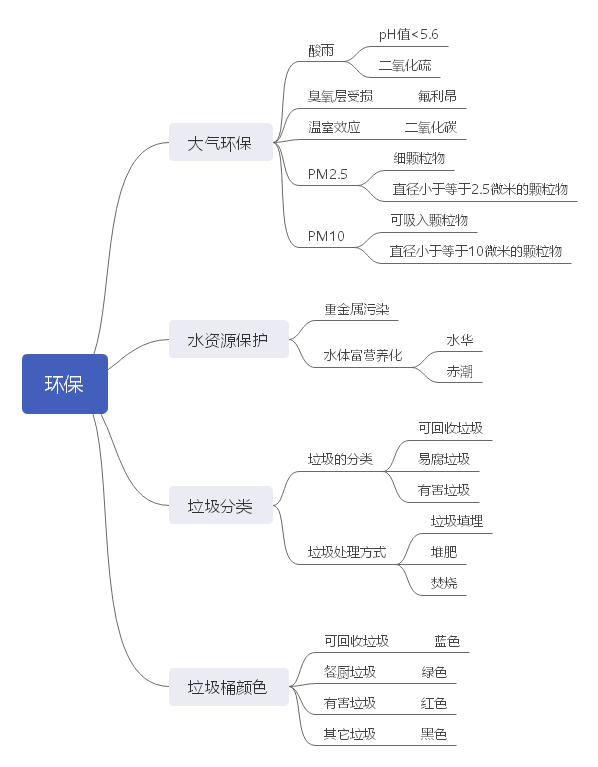 环保
大气环保
酸雨
pH值<5.6
二氧化硫
臭氧层受损 氟利昂
温室效应 二氧化碳
PM2.5
细颗粒物
直径小于等于2.5微米的颗粒物
PM10
可吸入颗粒物
直径小于等于10微米的颗粒物
水资源保护
重金属污染
水体富营养化
水华
赤潮
垃圾分类
垃圾的分类
可回收垃圾
易腐垃圾
有害垃圾
垃圾处理方式
垃圾填埋
堆肥
焚烧
垃圾桶颜色
可回收垃圾 蓝色
餐厨垃圾 绿色
有害垃圾 红色
其它垃圾 黑色